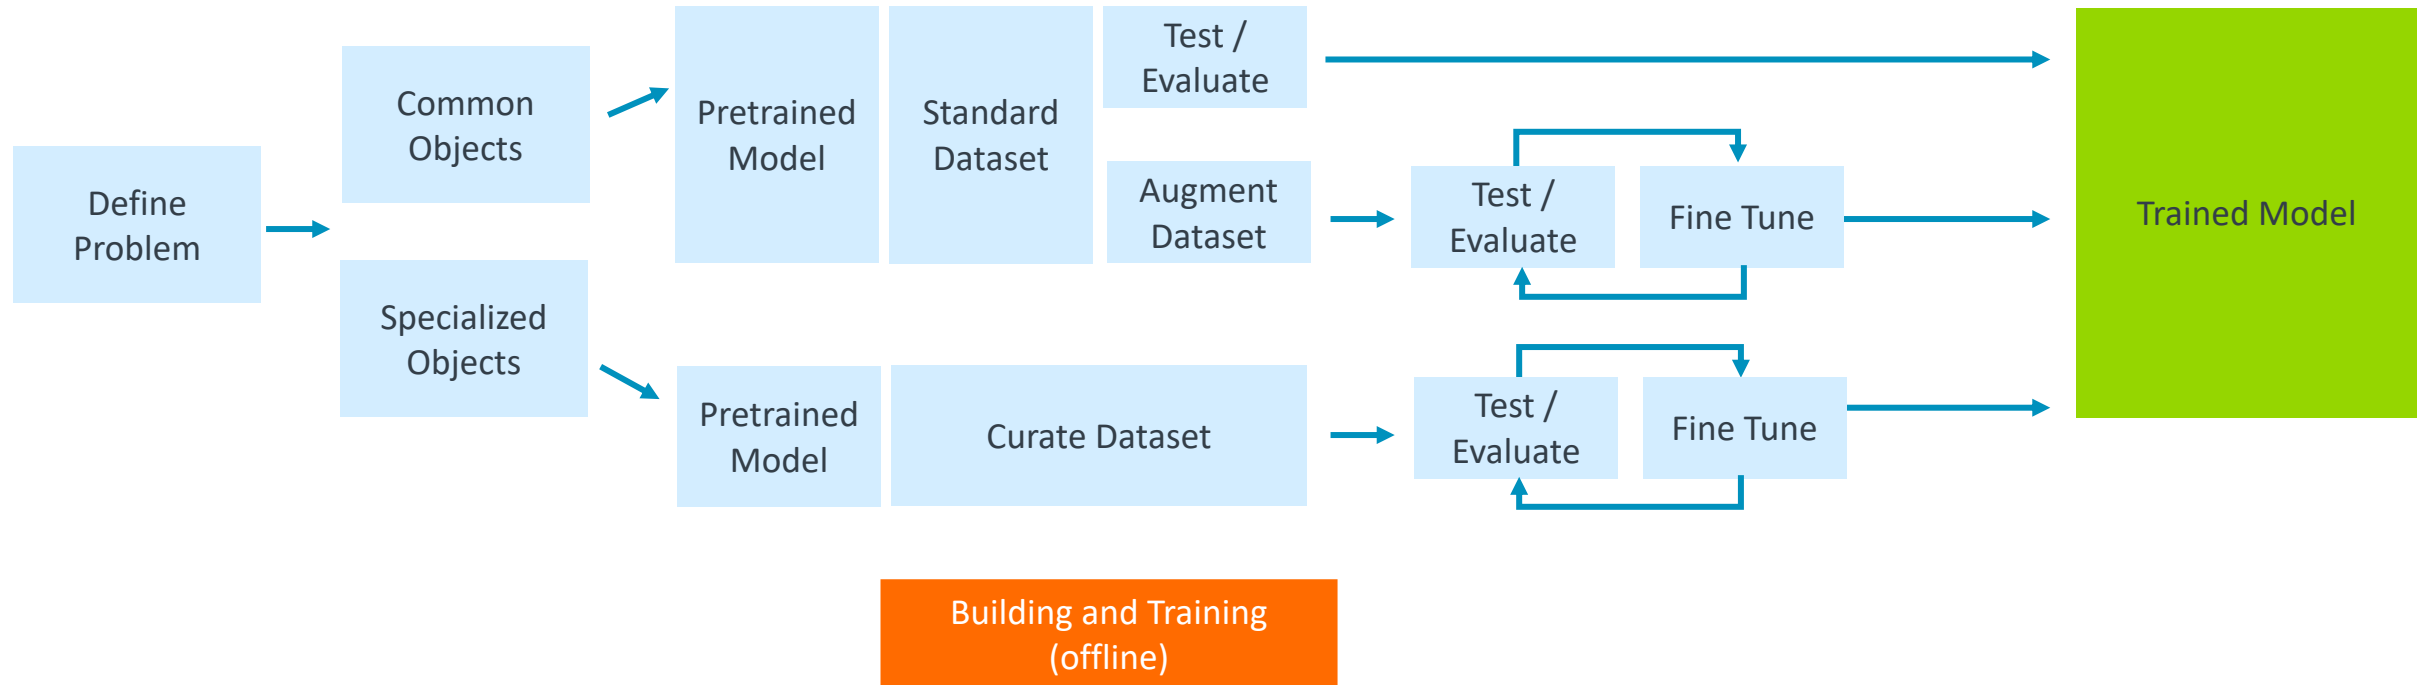 Define
Problem
Common
Objects
Specialized
Objects
Pretrained
Model
Standard
Dataset
Test /
Evaluate
Augment
Dataset
Test /
Evaluate
Fine Tune
Pretrained
Model
Curate Dataset
Test /
Evaluate
Fine Tune
Trained Model
Building and Training
(offline)